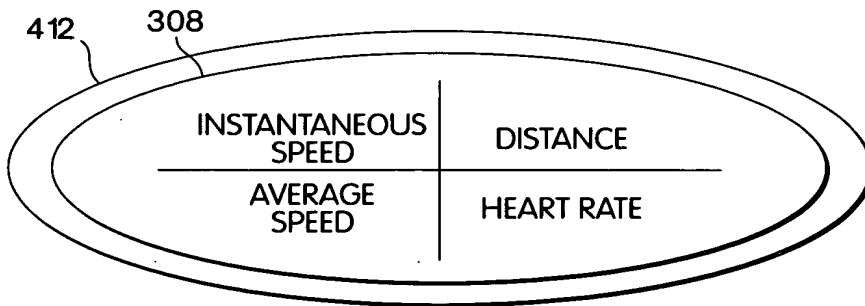 412
308
INSTANTANEOUS
SPEED
DISTANCE
AVERAGE
SPEED
HEART RATE